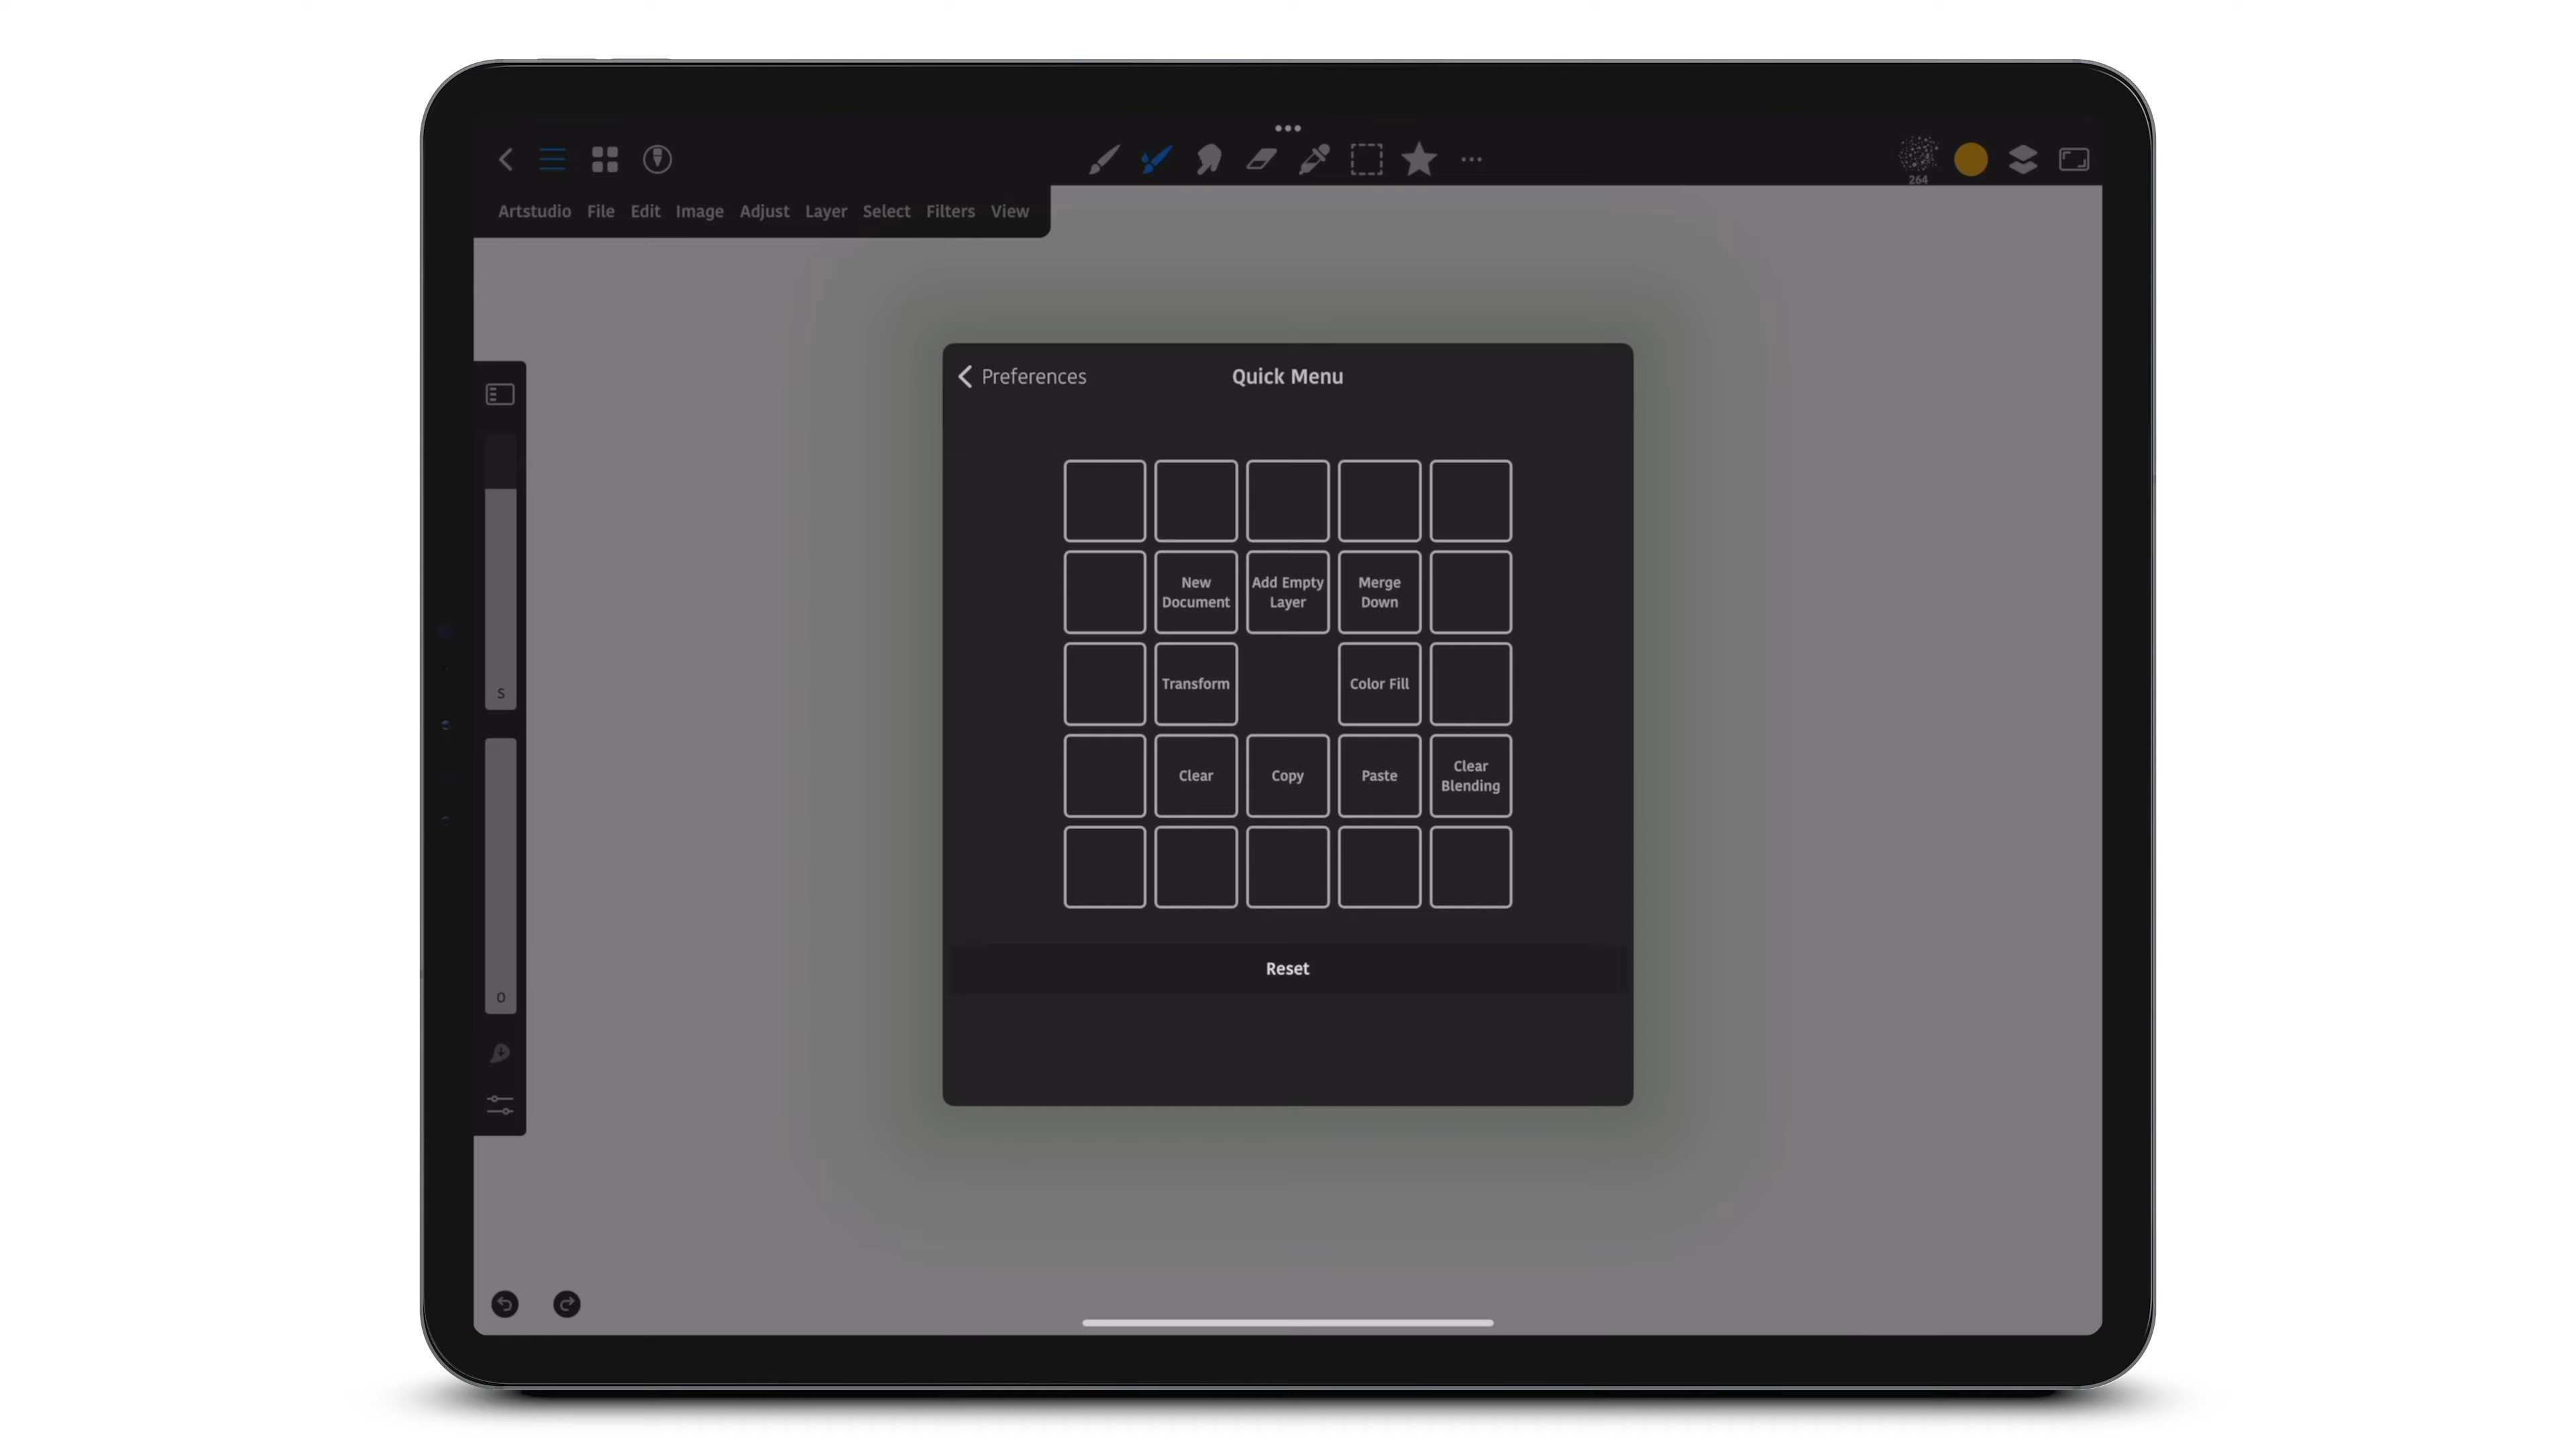 264
Artstudio File Edit Image Adjust Layer Select Filters View
Preferences
Quick Menu
New
Document
Add Empty
Layer
Merge
Down
Transform
Color Fill
S
Clear
Copy
Paste
Clear
Blending
Reset
O